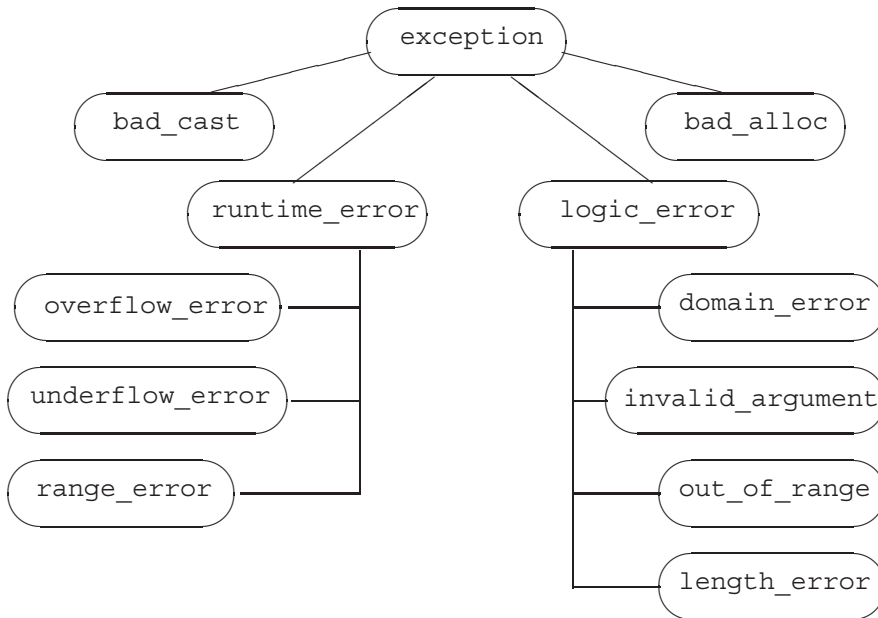 exception
bad_cast
bad_alloc
runtime_error
logic_error
overflow_error
domain_error
underflow_error
invalid_argument
range_error
out_of_range
length_error